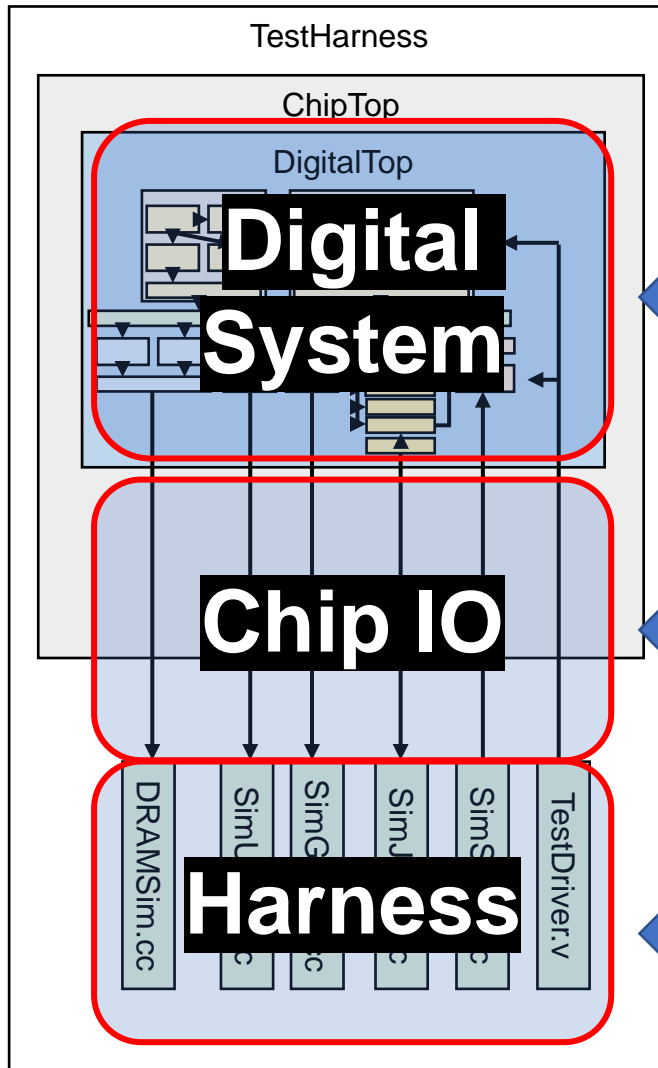 TestHarness
ChipTop
DigitalTop
Digital
System
Chip IO
DRAMSim.cc
TestDriver.v
Harness